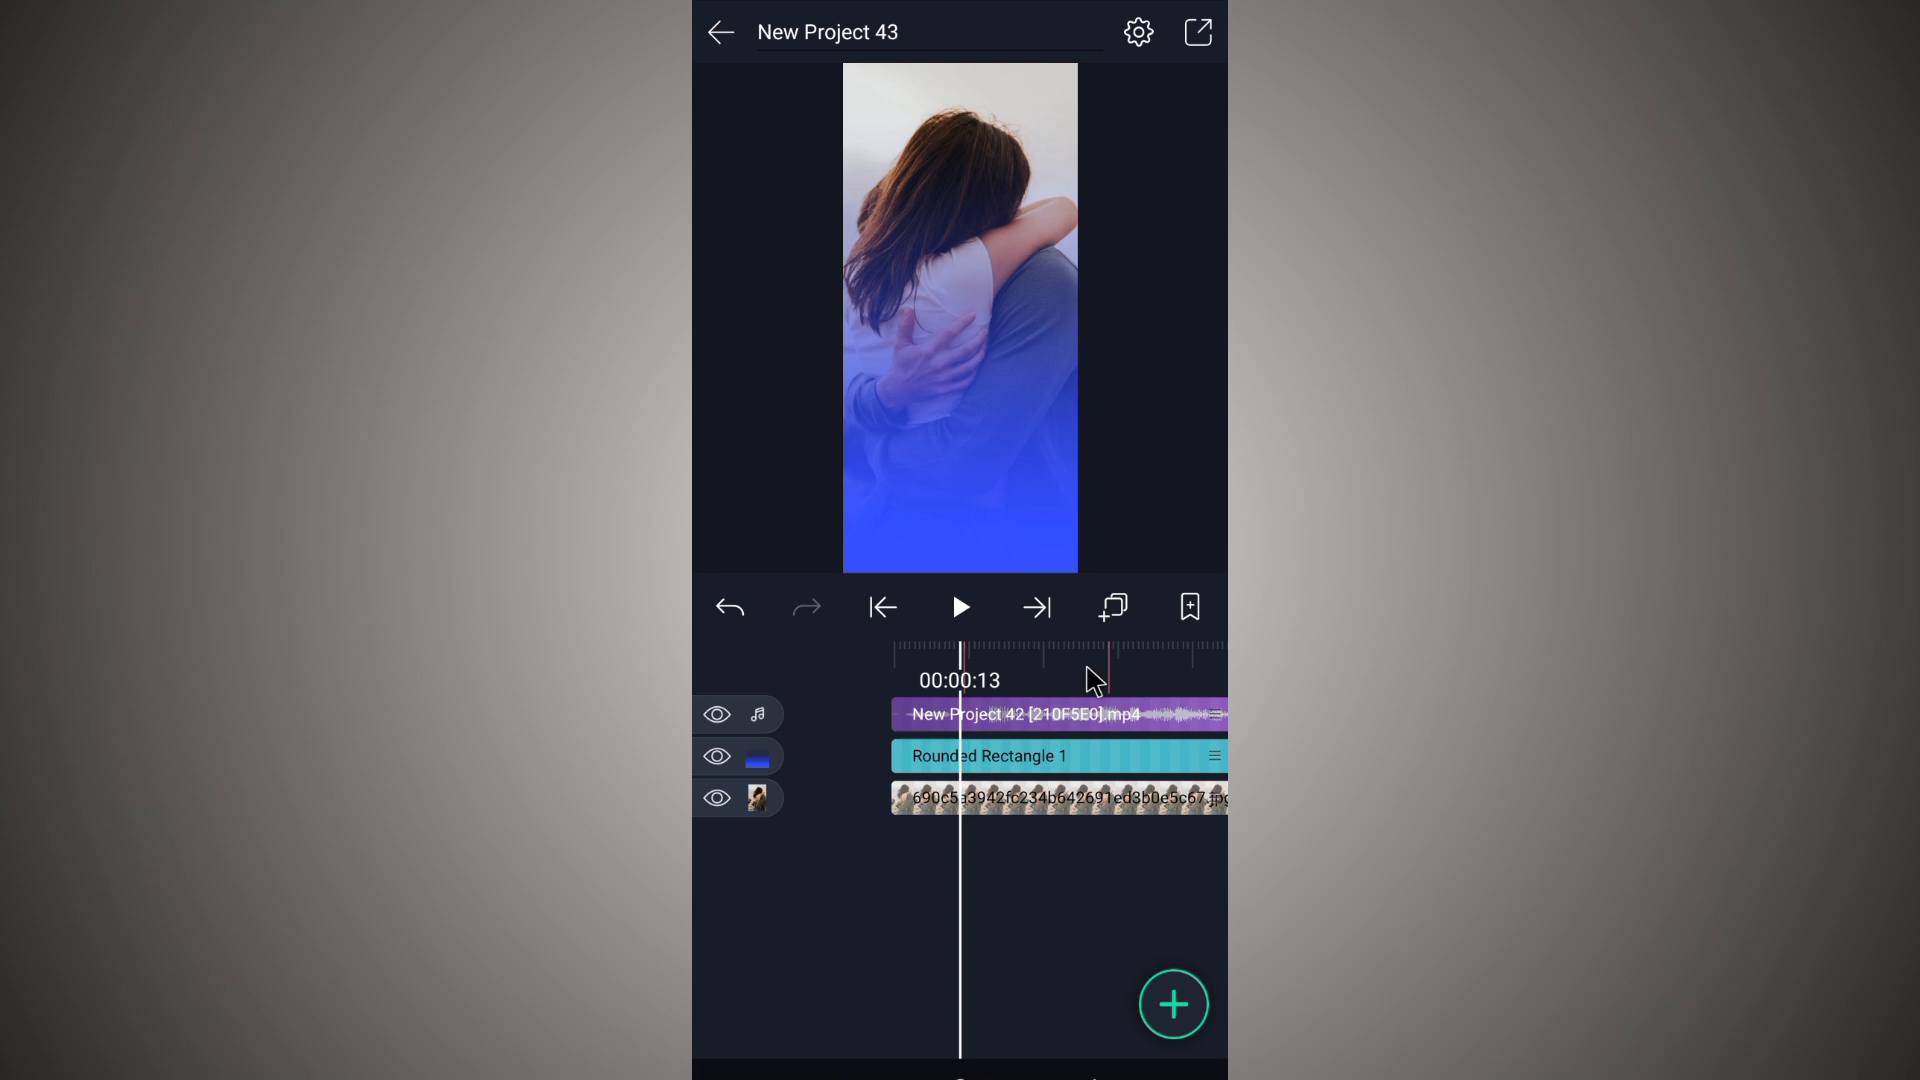 New Project 43
00:00:13
New Project 42 [210F5E0].mp4
Rounded Rectangle 1
690c5a3942fc234b642691ed3b0e5c67.jpg